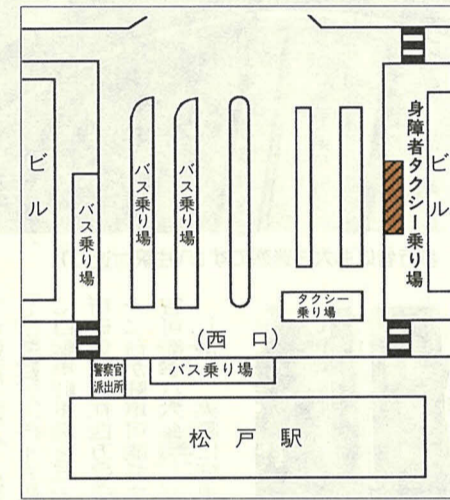 身障者タクシー乗り場
ビル
ビル
バス乗り場
バス乗り場
バス乗り場
タクシー
乗り場
(西 口)
警察官
派出所
バス乗り場
松戸駅